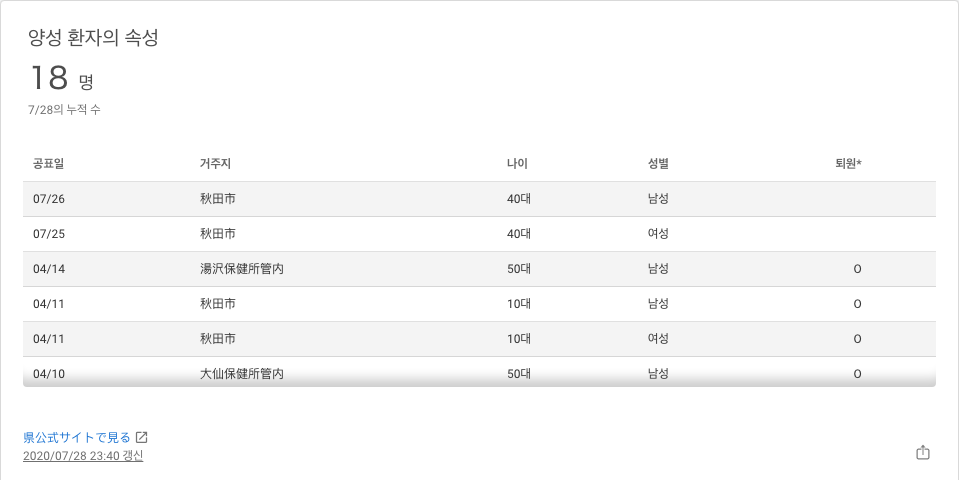 양성 환자의 속성
18 명
7/28의 누적 수
공표일 거주지 나이 성별 퇴원*
07/26 秋田市 40대 남성
07/25 秋田市 40대 여성
04/14 湯沢保健所管内 50대 남성 O
04/11 秋田市 10대 남성 O
04/11 秋田市 10대 여성 O
04/10 大仙保健所管内 50대 남성 O
県公式サイトで見る
2020/07/28 23:40 갱신